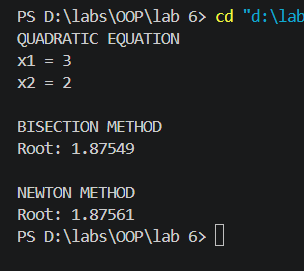 PS D:\labs\OOP\lab 6> cd "d:\lab
QUADRATIC EQUATION
x1 = 3
x2 = 2
BISECTION METHOD
Root: 1.87549
NEWTON METHOD
Root: 1.87561
PS D:\labs\OOP\lab 6>